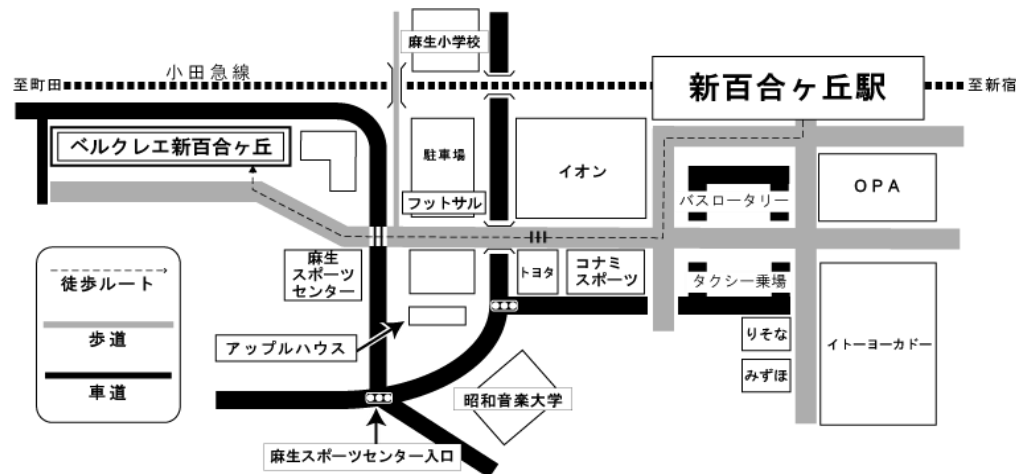 麻生小学校
小田急線
至町田
新百合ヶ丘駅
至新宿
ベルクレエ新百合ヶ丘
駐車場
イオン
フットサル
バスロータリー
OPA
麻生
スポーツ
センター
トヨタ
コナミ
スポーツ
タクシー乗場
徒歩ルート
歩道
車道
アップルハウス
りそな
みずほ
イトーヨーカドー
昭和音楽大学
麻生スポーツセンター入口